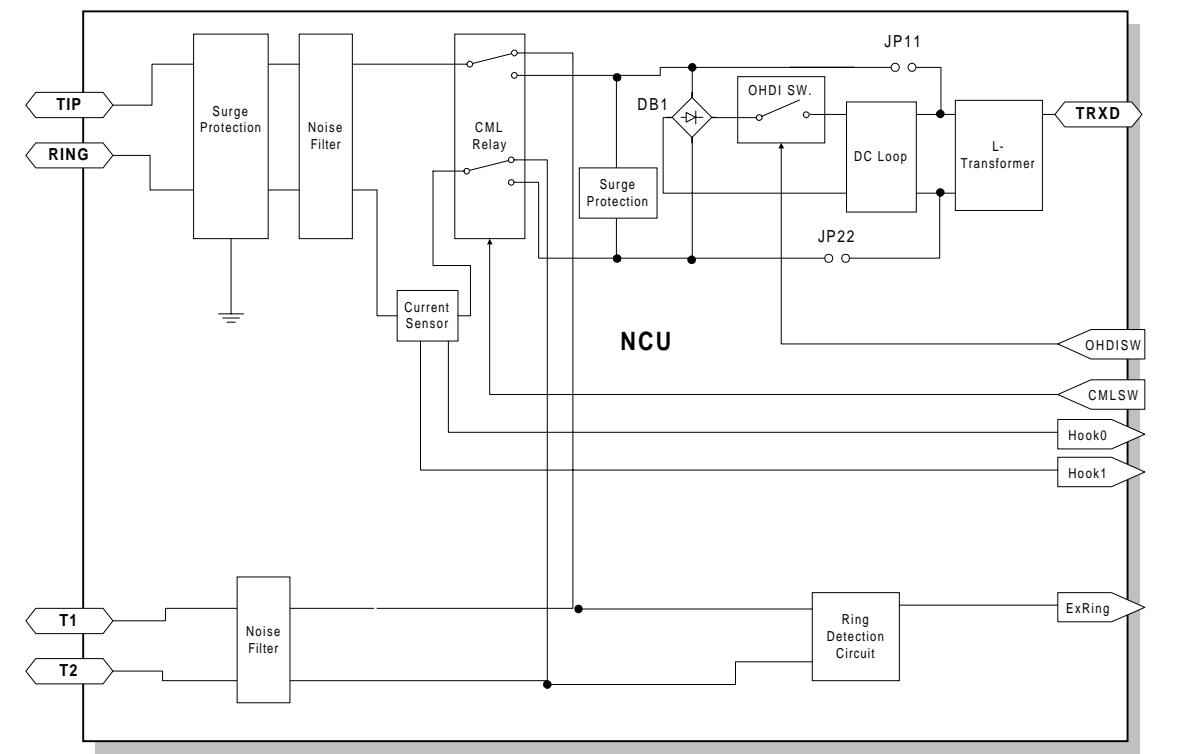 JP11
TIP
RING
Surge
Protection
Noise
Filter
CML
Relay
DB1
OHDI SW.
Surge
Protection
DC Loop
L-
Transformer
TRXD
JP22
Current
Sensor
NCU
OHDISW
CMLSW
Hook0
Hook1
T1
T2
Noise
Filter
Ring
Detection
Circuit
ExRing